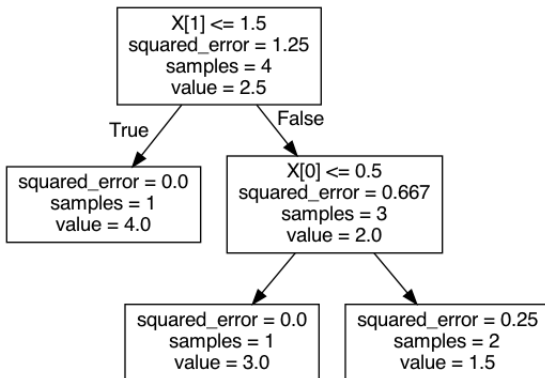 X[1] <= 1.5
squared_error = 1.25
samples = 4
value = 2.5
True
False
squared_error = 0.0
samples = 1
value = 4.0
X[0] <= 0.5
squared_error = 0.667
samples = 3
value = 2.0
squared_error = 0.0
samples = 1
value = 3.0
squared_error = 0.25
samples = 2
value = 1.5